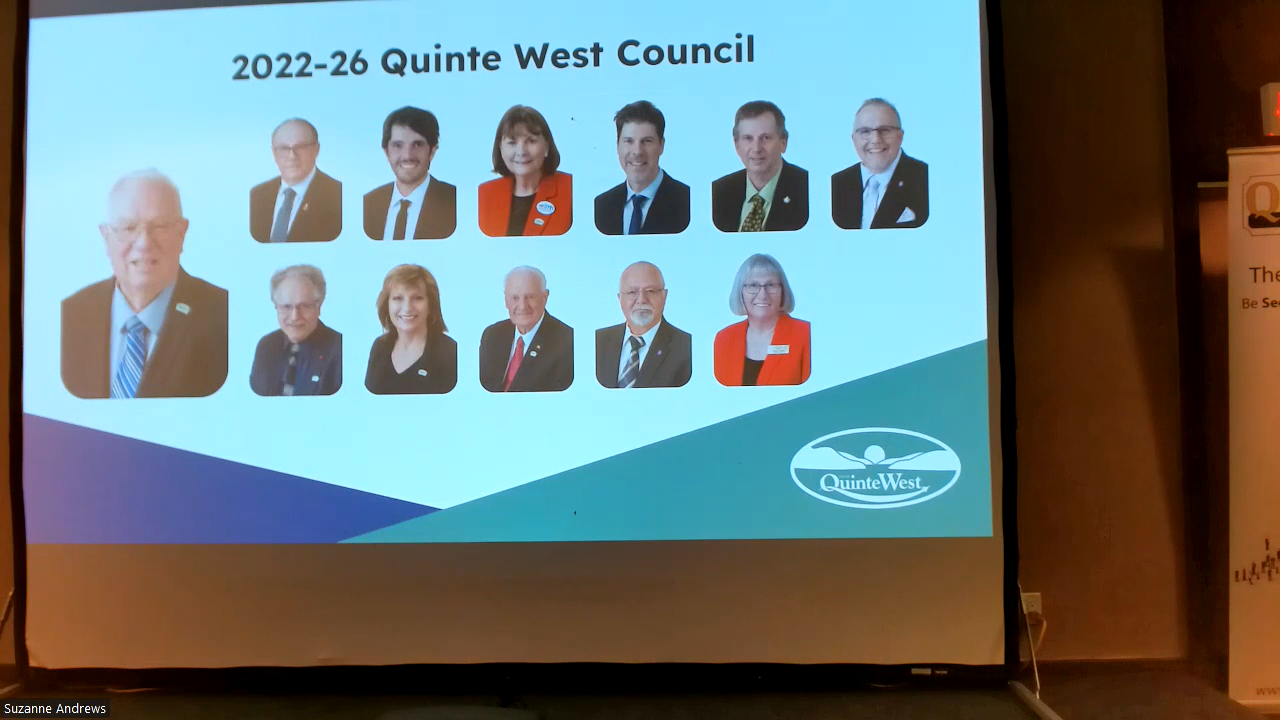 2022-26 Quinte West Council
QuinteWest
The
Be
Suzanne Andrews